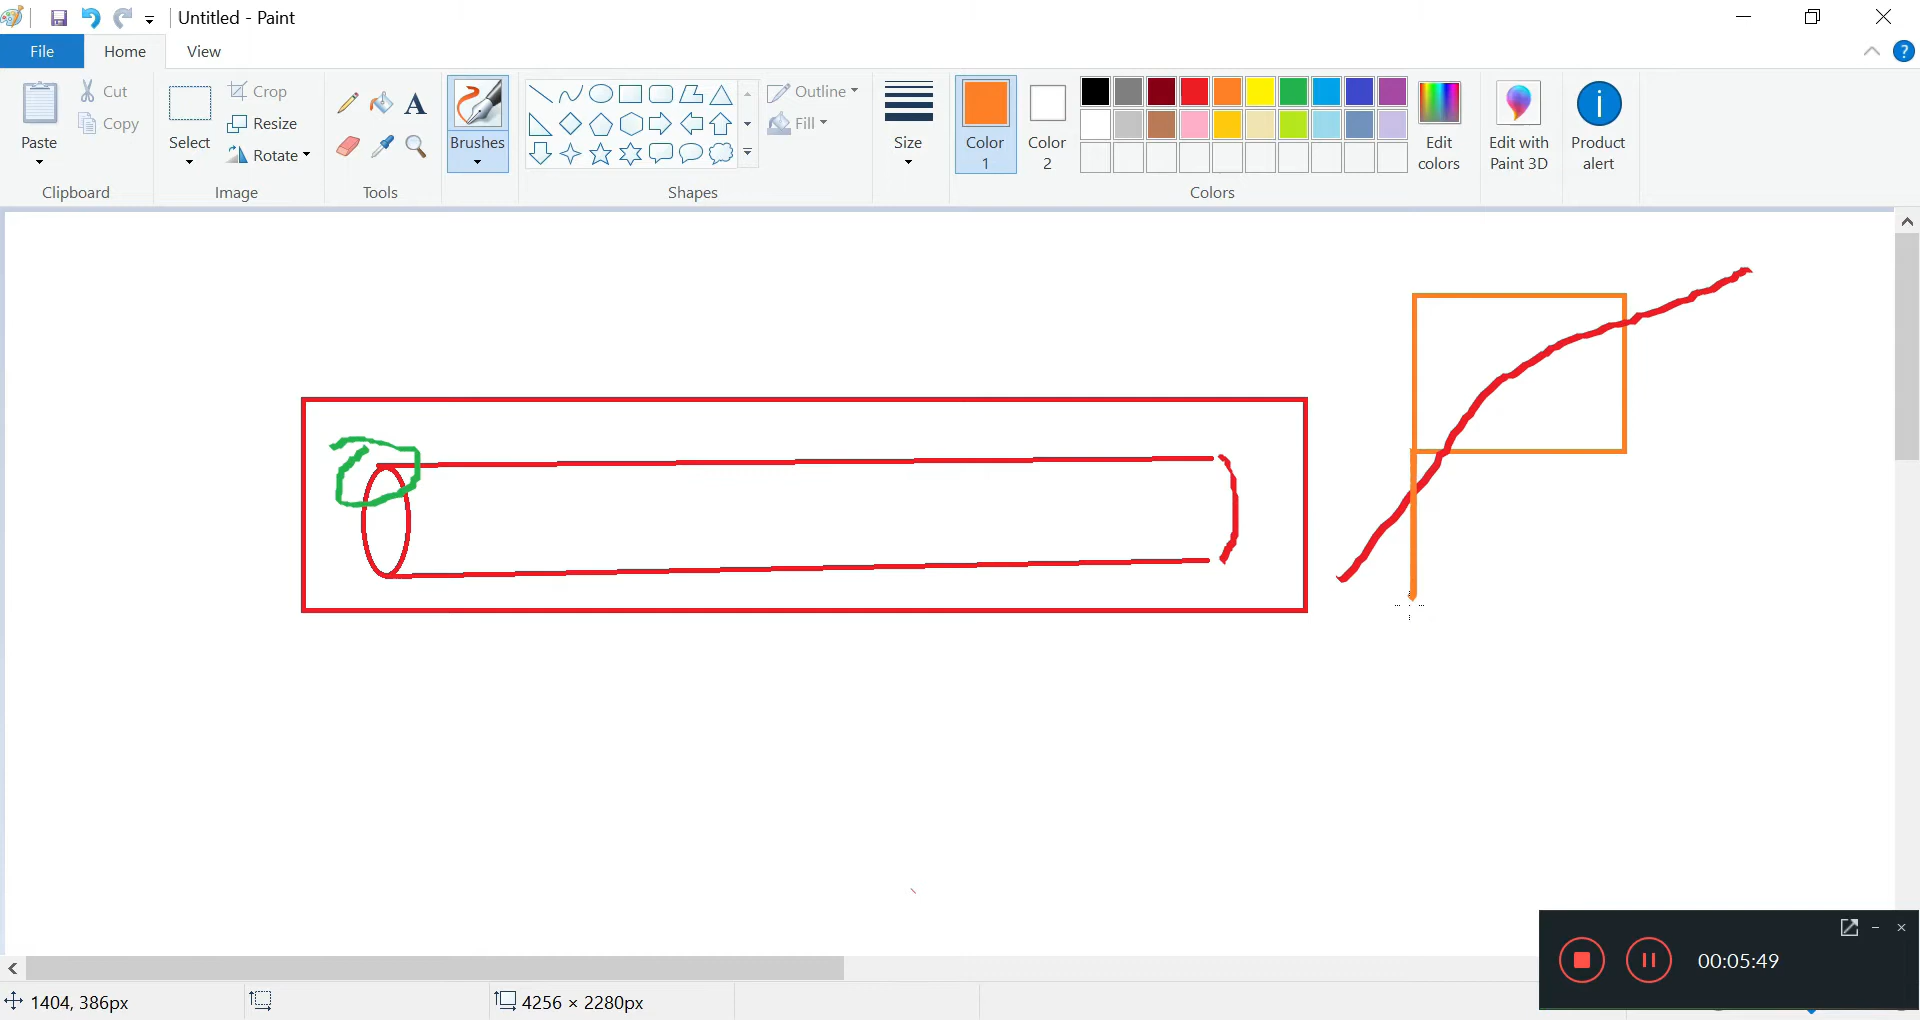 Untitled - Paint
File Home View
Paste Cut Copy
Select Crop Resize Rotate
A
Brushes
Outline Fill
Size
Color 1
Color 2
Edit colors
Edit with Paint 3D
Product alert
Clipboard Image Tools Shapes Colors
00:05:49
1404, 386px 4256 × 2280px